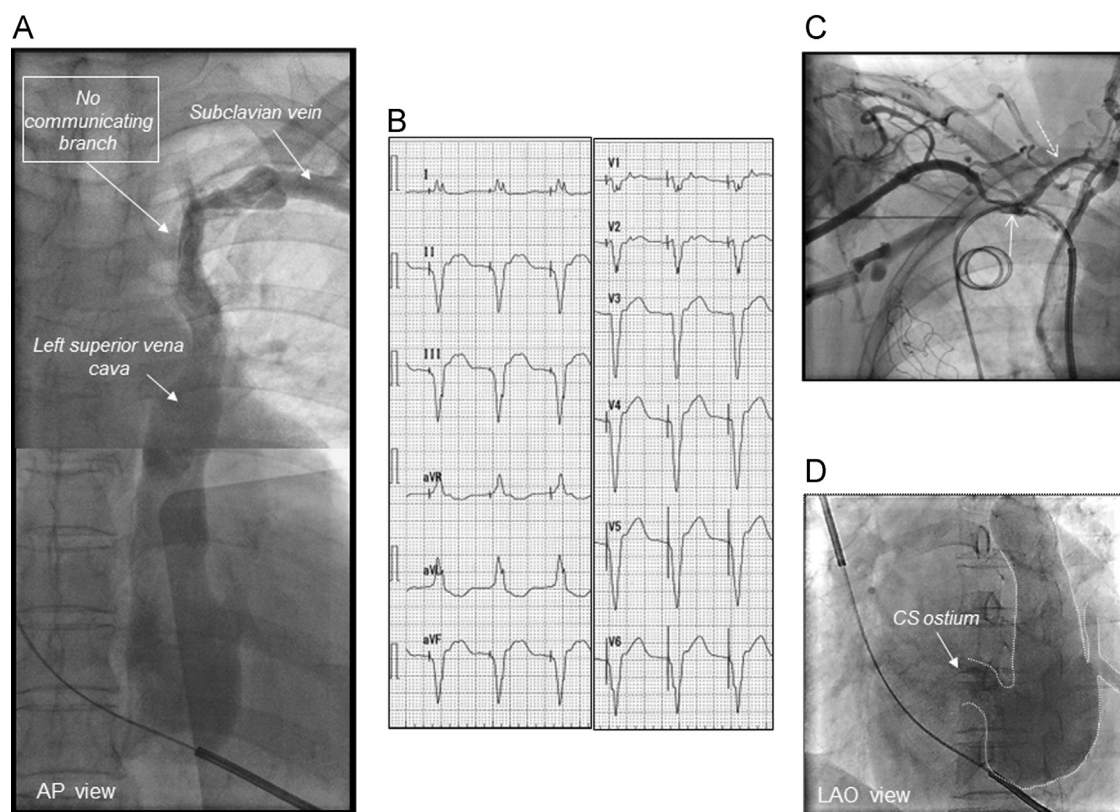 A
No
communicating
branch
Subclavian vein
Left superior vena
cava
AP view
B
I
II
III
aVR
aVL
aVF
V1
V2
V3
V4
V5
V6
C
D
CS ostium
LAO view